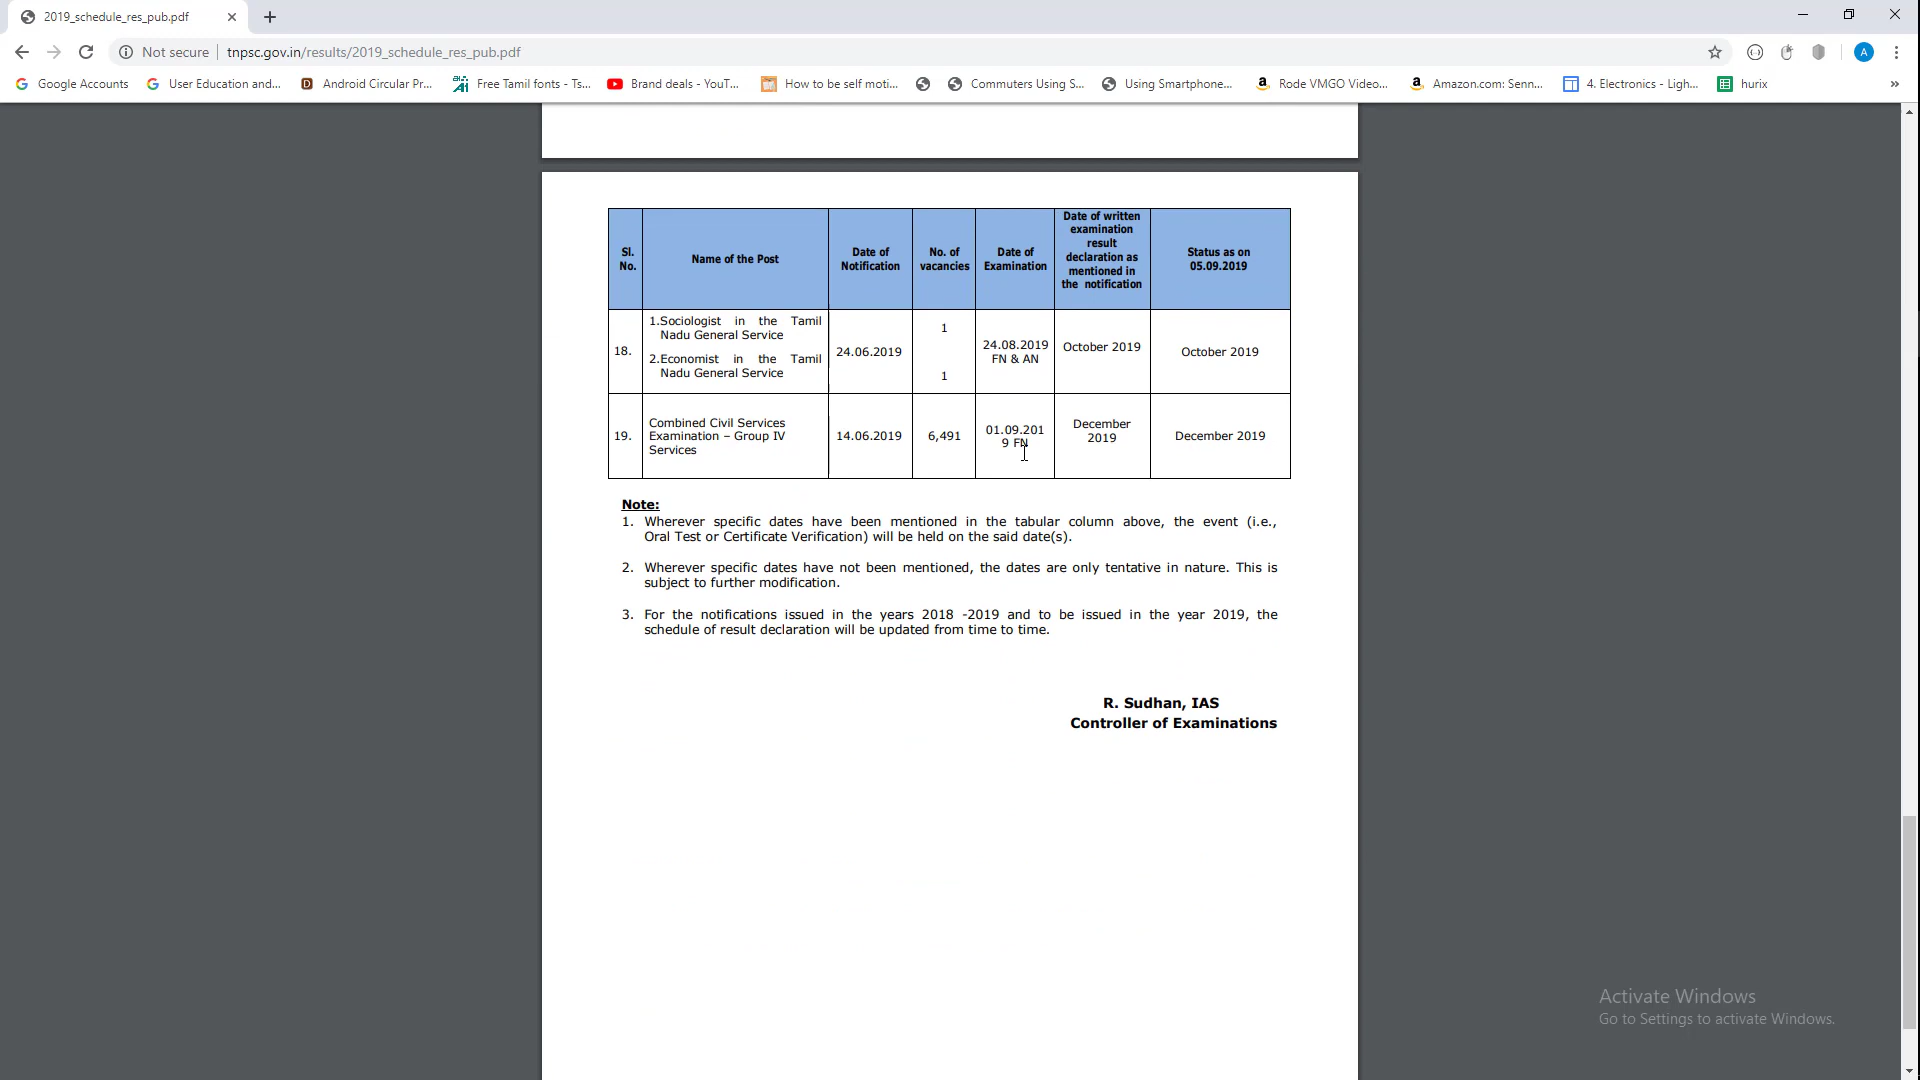 2019_schedule_res_pub.pdf
Not secure | tnpsc.gov.in/results/2019_schedule_res_pub.pdf
A
Google Accounts
User Education and...
Android Circular Pr...
Free Tamil fonts - Ts...
Brand deals - YouT...
How to be self moti...
Commuters Using S...
Using Smartphone...
Rode VMGO Video...
Amazon.com: Senn...
4. Electronics - Ligh...
hurix
Sl.
No.
Name of the Post
Date of
Notification
No. of
vacancies
Date of
Examination
Date of written
examination
result
declaration as
mentioned in
the notification
Status as on
05.09.2019
18.
1.Sociologist in the Tamil
Nadu General Service
2.Economist in the Tamil
Nadu General Service
24.06.2019
1
1
24.08.2019
FN & AN
October 2019
October 2019
19.
Combined Civil Services
Examination – Group IV
Services
14.06.2019
6,491
01.09.201
9 FN
December
2019
December 2019
Note:
1. Wherever specific dates have been mentioned in the tabular column above, the event (i.e.,
Oral Test or Certificate Verification) will be held on the said date(s).
2. Wherever specific dates have not been mentioned, the dates are only tentative in nature. This is
subject to further modification.
3. For the notifications issued in the years 2018 -2019 and to be issued in the year 2019, the
schedule of result declaration will be updated from time to time.
R. Sudhan, IAS
Controller of Examinations
Activate Windows
Go to Settings to activate Windows.